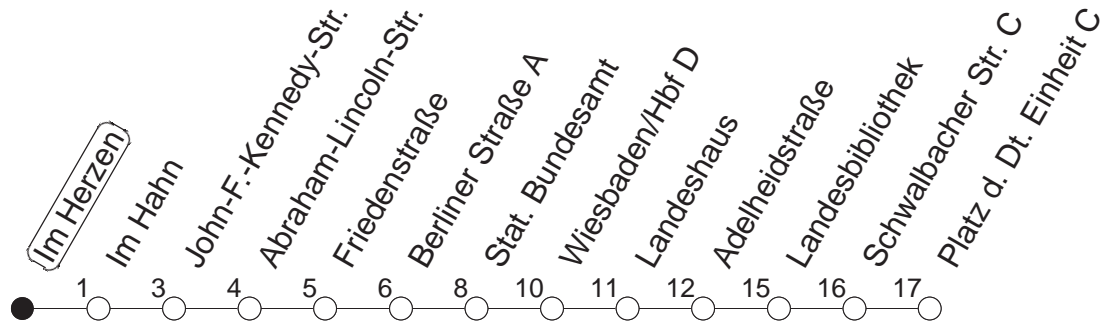 Im Herzen
Im Hahn
John-F.-Kennedy-Str.
Abraham-Lincoln-Str.
Friedenstraße
Berliner Straße A
Stat. Bundesamt
Wiesbaden/Hbf D
Landeshaus
Adelheidstraße
Landesbibliothek
Schwalbacher Str. C
Platz d. Dt. Einheit C
1 3 4 5 6 8 10 11 12 15 16 17